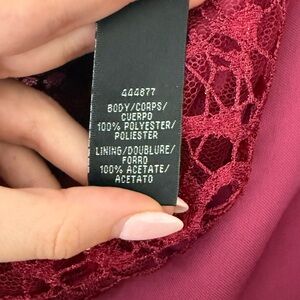 444877
BODY/CORPS/
CUERPO
100% POLYESTER/
POLIESTER
LINING/DOUBLURE/
FORRO
100% ACETATE/
ACETATO